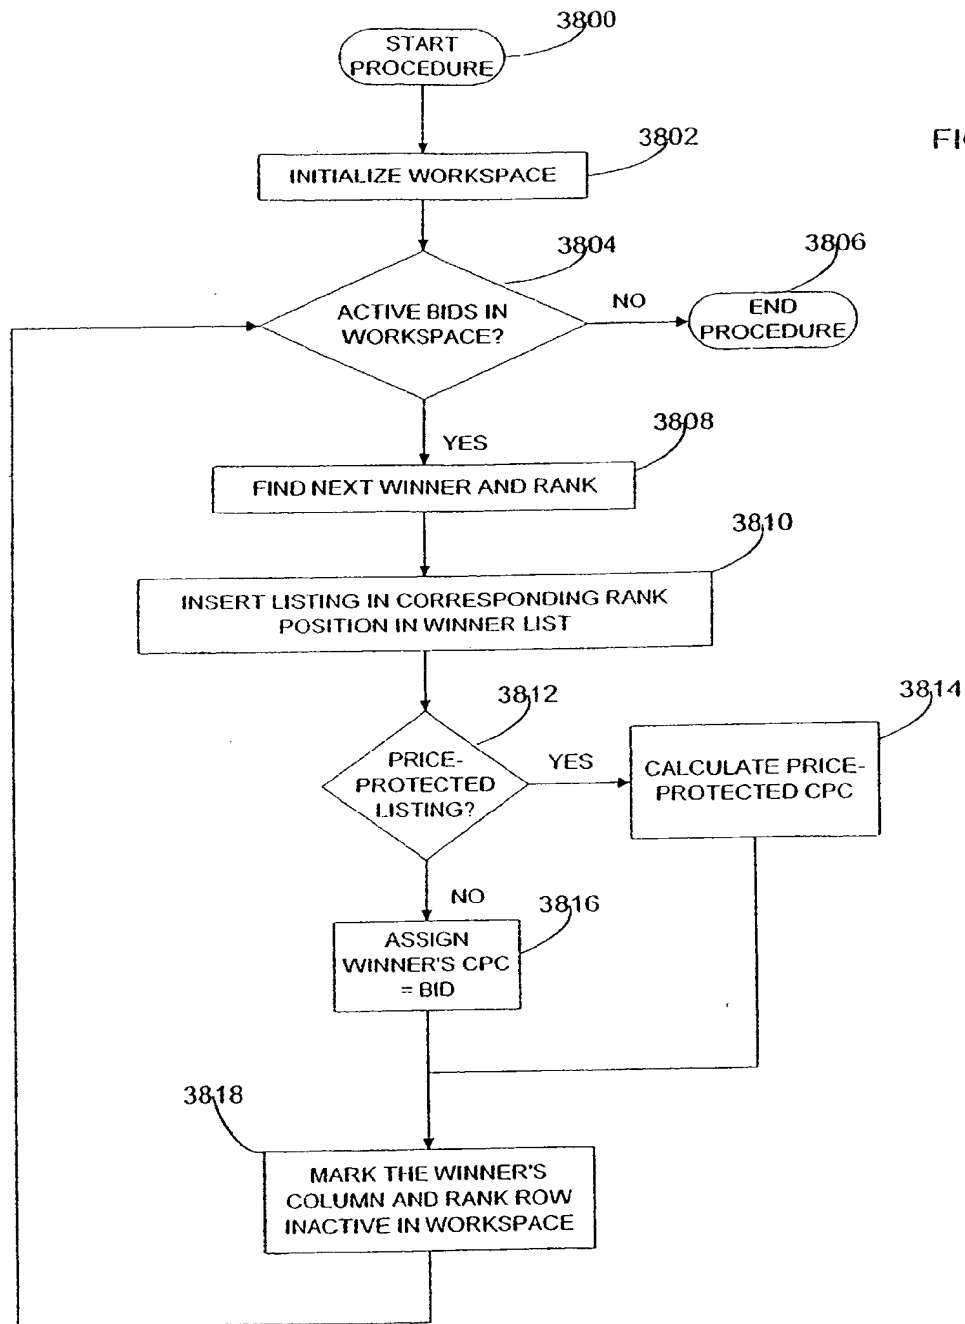 3800
START
PROCEDURE
3802
FI
INITIALIZE WORKSPACE
3804
3806
ACTIVE BIDS IN
WORKSPACE?
NO
END
PROCEDURE
YES
3808
FIND NEXT WINNER AND RANK
3810
INSERT LISTING IN CORRESPONDING RANK
POSITION IN WINNER LIST
3812
3814
PRICE-
PROTECTED
LISTING?
YES
CALCULATE PRICE-
PROTECTED CPC
NO
3816
ASSIGN
WINNER'S CPC
= BID
3818
MARK THE WINNER'S
COLUMN AND RANK ROW
INACTIVE IN WORKSPACE